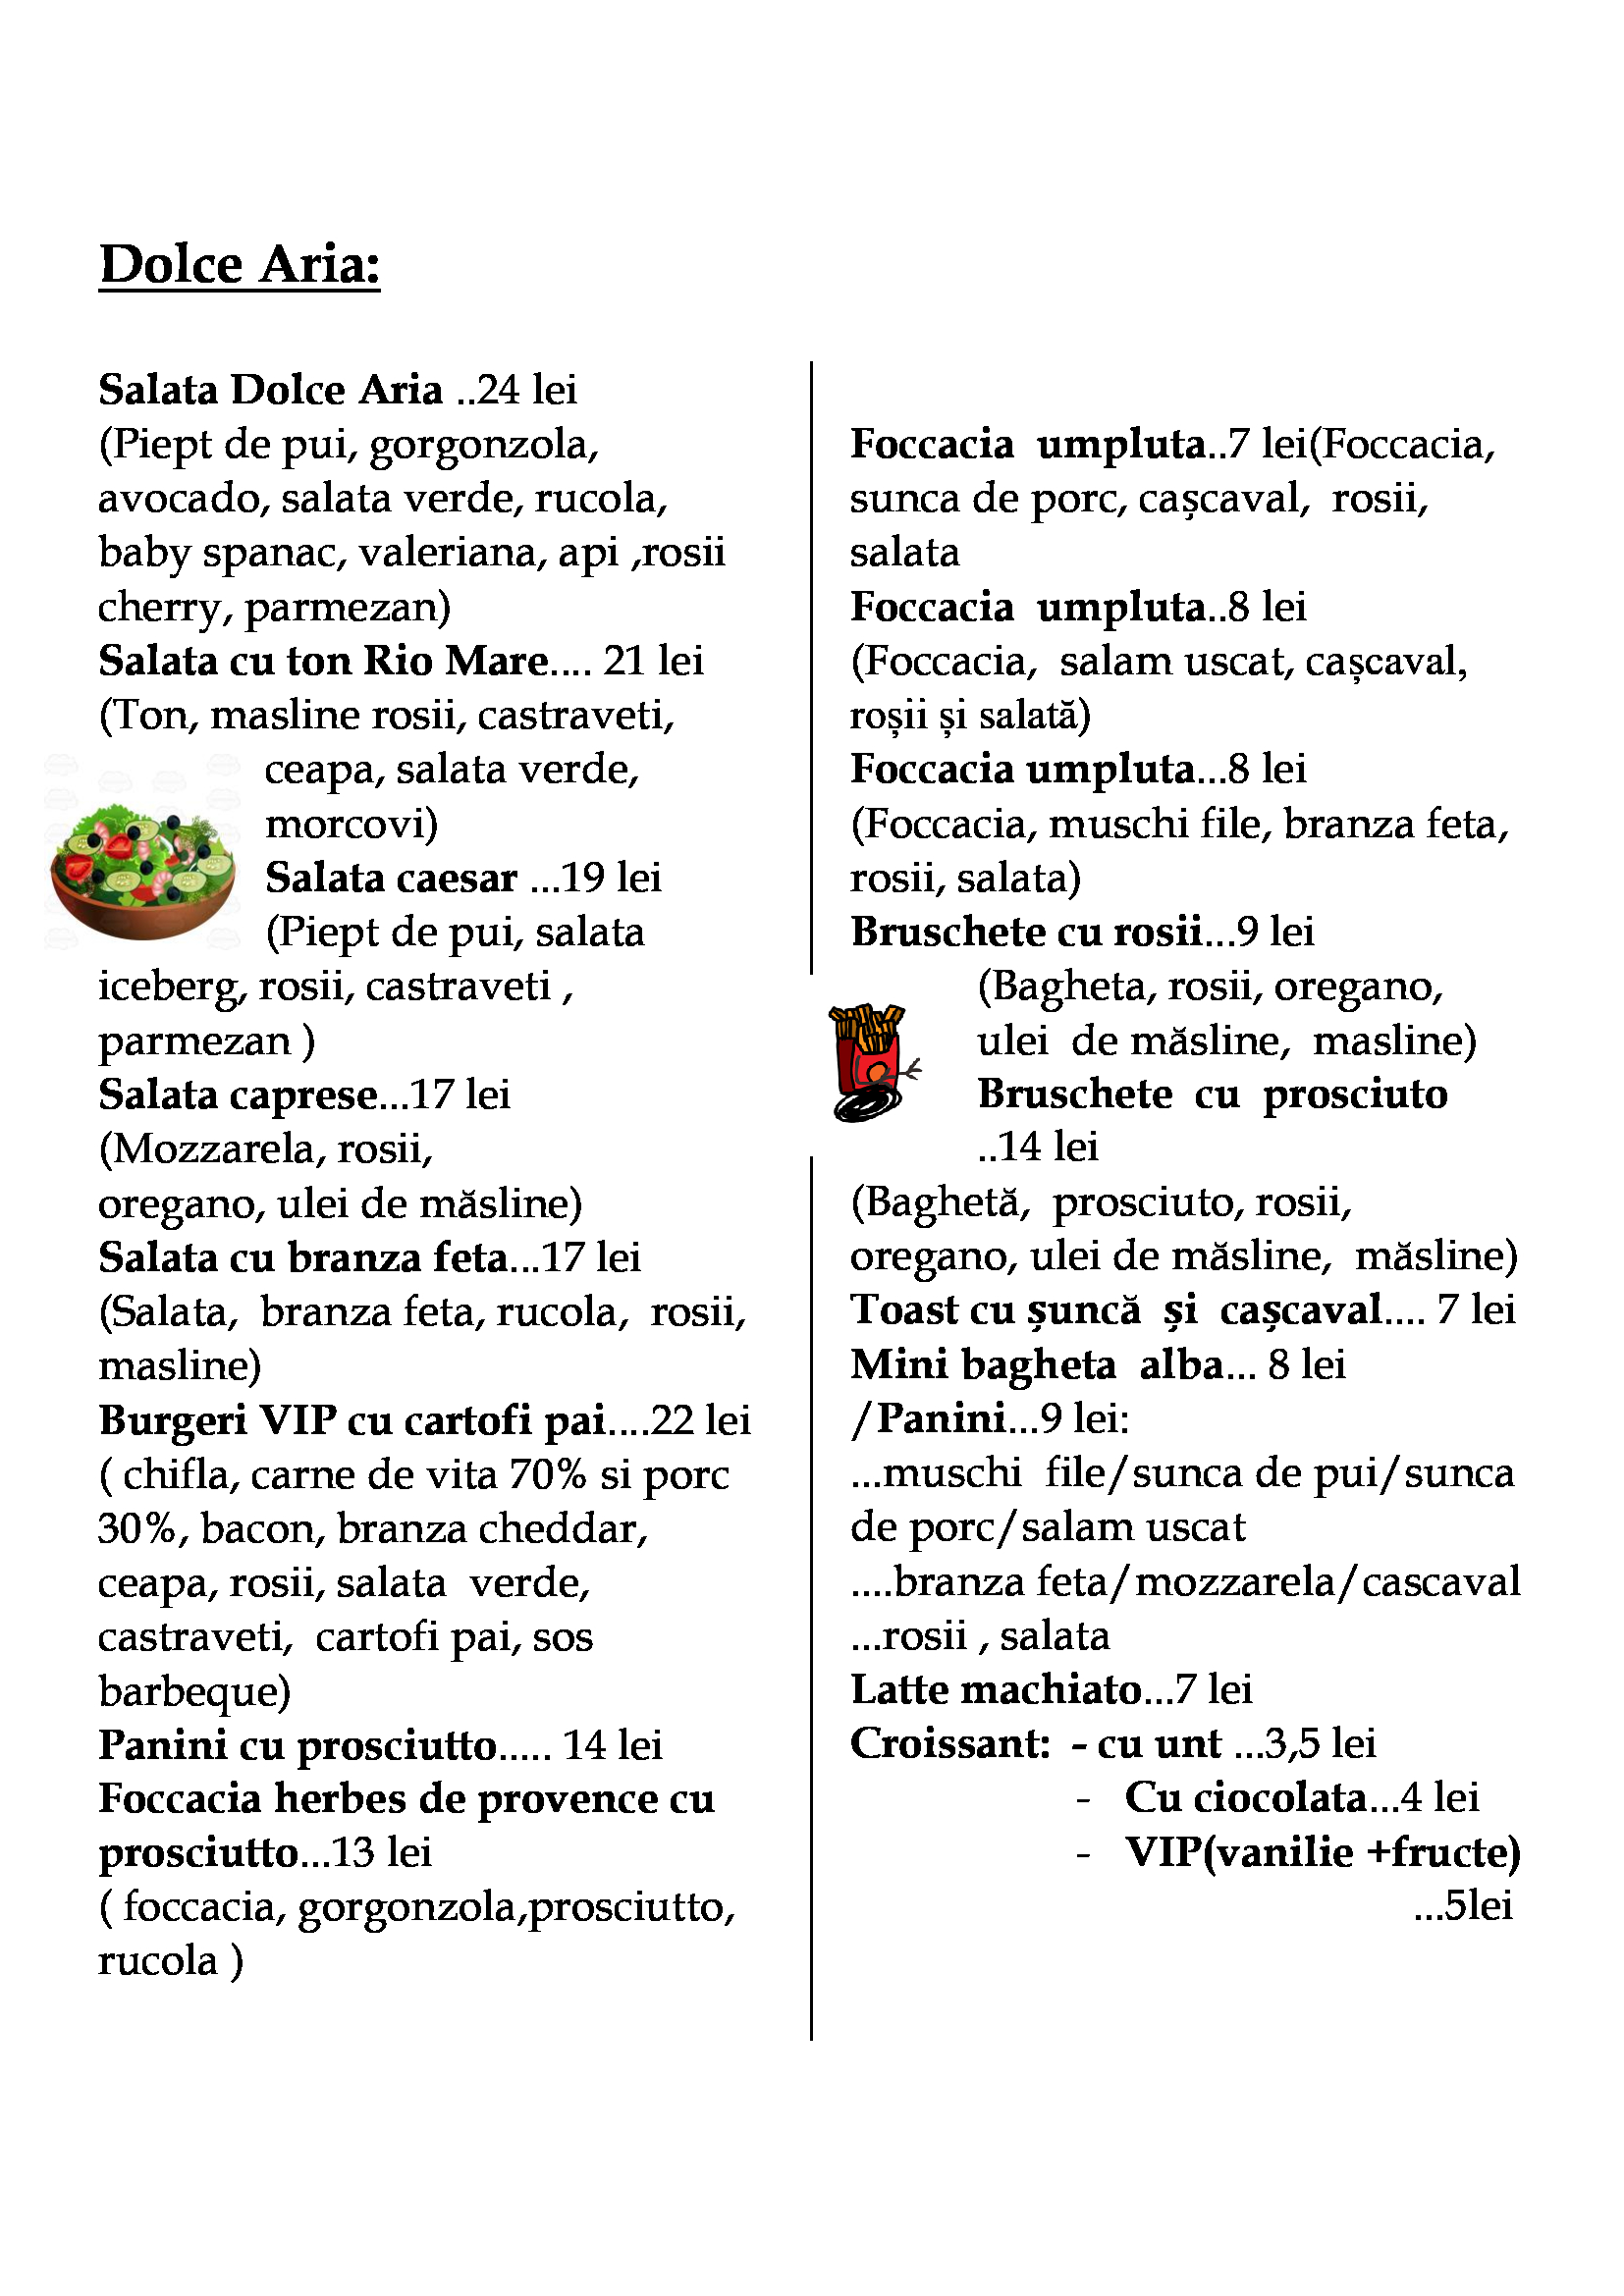 Dolce Aria:
Salata Dolce Aria ..24 lei
(Piept de pui, gorgonzola,
avocado, salata verde, rucola,
baby spanac, valeriana, api ,rosii
cherry, parmezan)
Salata cu ton Rio Mare.... 21 lei
(Ton, masline rosii, castraveti,
ceapa, salata verde,
morcovi)
Salata caesar ...19 lei
(Piept de pui, salata
iceberg, rosii, castraveti ,
parmezan )
Salata caprese...17 lei
(Mozzarela, rosii,
oregano, ulei de măsline)
Salata cu branza feta...17 lei
(Salata,  branza feta, rucola,  rosii,
masline)
Burgeri VIP cu cartofi pai....22 lei
( chifla, carne de vita 70% si porc
30%, bacon, branza cheddar,
ceapa, rosii, salata  verde,
castraveti,  cartofi pai, sos
barbeque)
Panini cu prosciutto..... 14 lei
Foccacia herbes de provence cu
prosciutto...13 lei
( foccacia, gorgonzola,prosciutto,
rucola )
Foccacia  umpluta..7 lei(Foccacia,
sunca de porc, cașcaval,  rosii,
salata
Foccacia  umpluta..8 lei
(Foccacia,  salam uscat, cașcaval,
roșii și salată)
Foccacia umpluta...8 lei
(Foccacia, muschi file, branza feta,
rosii, salata)
Bruschete cu rosii...9 lei
(Bagheta, rosii, oregano,
ulei  de măsline,  masline)
Bruschete  cu  prosciuto
..14 lei
(Baghetă,  prosciuto, rosii,
oregano, ulei de măsline,  măsline)
Toast cu șuncă  și  cașcaval.... 7 lei
Mini bagheta  alba... 8 lei
/Panini...9 lei:
...muschi  file/sunca de pui/sunca
de porc/salam uscat
....branza feta/mozzarela/cascaval
...rosii , salata
Latte machiato...7 lei
Croissant:  - cu unt ...3,5 lei
- Cu ciocolata...4 lei
- VIP(vanilie +fructe)
...5lei